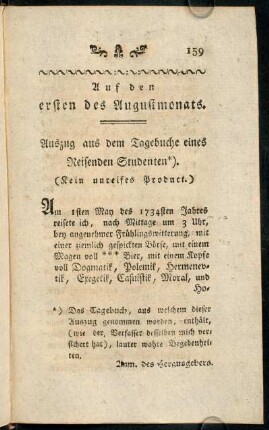 159
Auf den
ersten des Augustmonats.
Auszug aus dem Tagebuche eines
Reisenden Studenten*).
(Kein unreifes Product.)
Am 1sten May des 1734sten Jahres
reisete ich, nach Mittage um 3 Uhr,
bey angenehmer Frühlingswitterung, mit
einer ziemlich gespickten Börse, mit einem
Magen voll *** Bier, mit einem Kopfe
voll Dogmatik, Polemik, Hermenev-
tik, Exegetik, Casuistik, Moral, und
Ho-
*) Das Tagebuch, aus welchem dieser
Auszug genommen worden, enthält,
(wie der Verfasser desselben mich ver-
sichert hat), lauter wahre Begebenhei-
ten.
Anm. des Herausgebers.